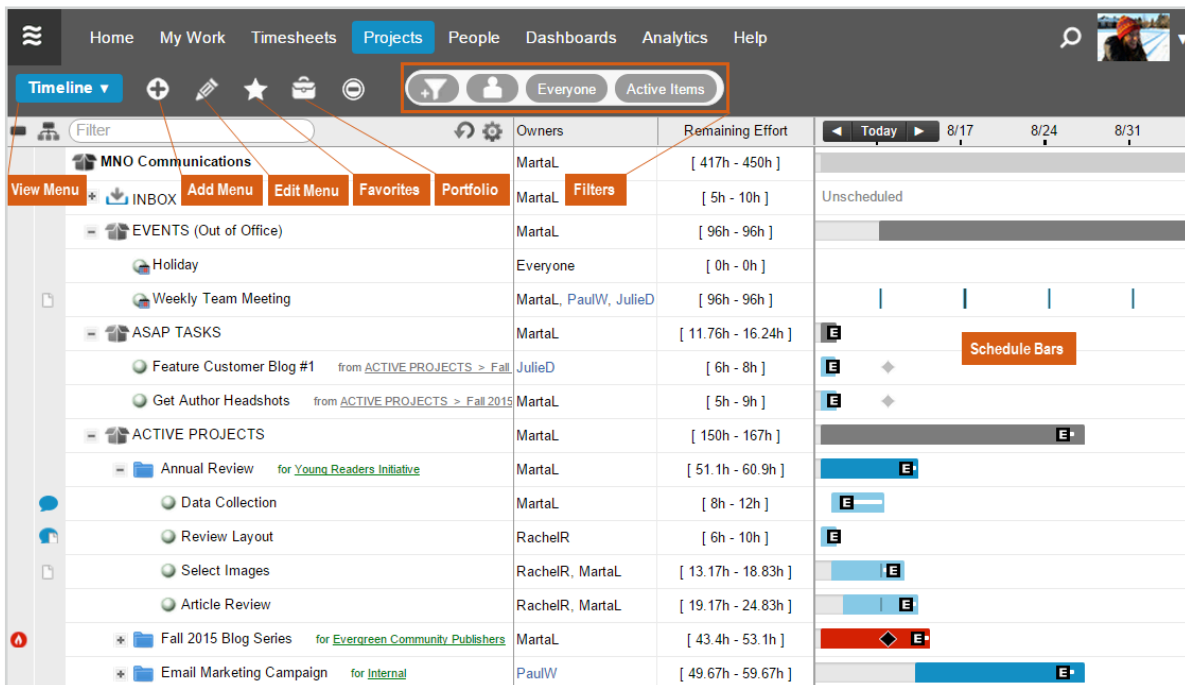 Home My Work Timesheets Projects People Dashboards Analytics Help
Timeline ▼ Everyone Active Items
Filter Owners Remaining Effort ◄ Today ► 8/17 8/24 8/31
MNO Communications MartaL [ 417h - 450h ]
View Menu Add Menu Edit Menu Favorites Portfolio Filters
INBOX MartaL [ 5h - 10h ] Unscheduled
EVENTS (Out of Office) MartaL [ 96h - 96h ]
Holiday Everyone [ 0h - 0h ]
Weekly Team Meeting MartaL, PaulW, JulieD [ 96h - 96h ]
ASAP TASKS MartaL [ 11.76h - 16.24h ] E
Schedule Bars
Feature Customer Blog #1 from ACTIVE PROJECTS > Fall JulieD [ 6h - 8h ] E
Get Author Headshots from ACTIVE PROJECTS > Fall 2015 MartaL [ 5h - 9h ] E
ACTIVE PROJECTS MartaL [ 150h - 167h ] E
Annual Review for Young Readers Initiative MartaL [ 51.1h - 60.9h ] E
Data Collection MartaL [ 8h - 12h ] E
Review Layout RachelR [ 6h - 10h ] E
Select Images RachelR, MartaL [ 13.17h - 18.83h ] E
Article Review RachelR, MartaL [ 19.17h - 24.83h ] E
Fall 2015 Blog Series for Evergreen Community Publishers MartaL [ 43.4h - 53.1h ] E
Email Marketing Campaign for Internal PaulW [ 49.67h - 59.67h ] E